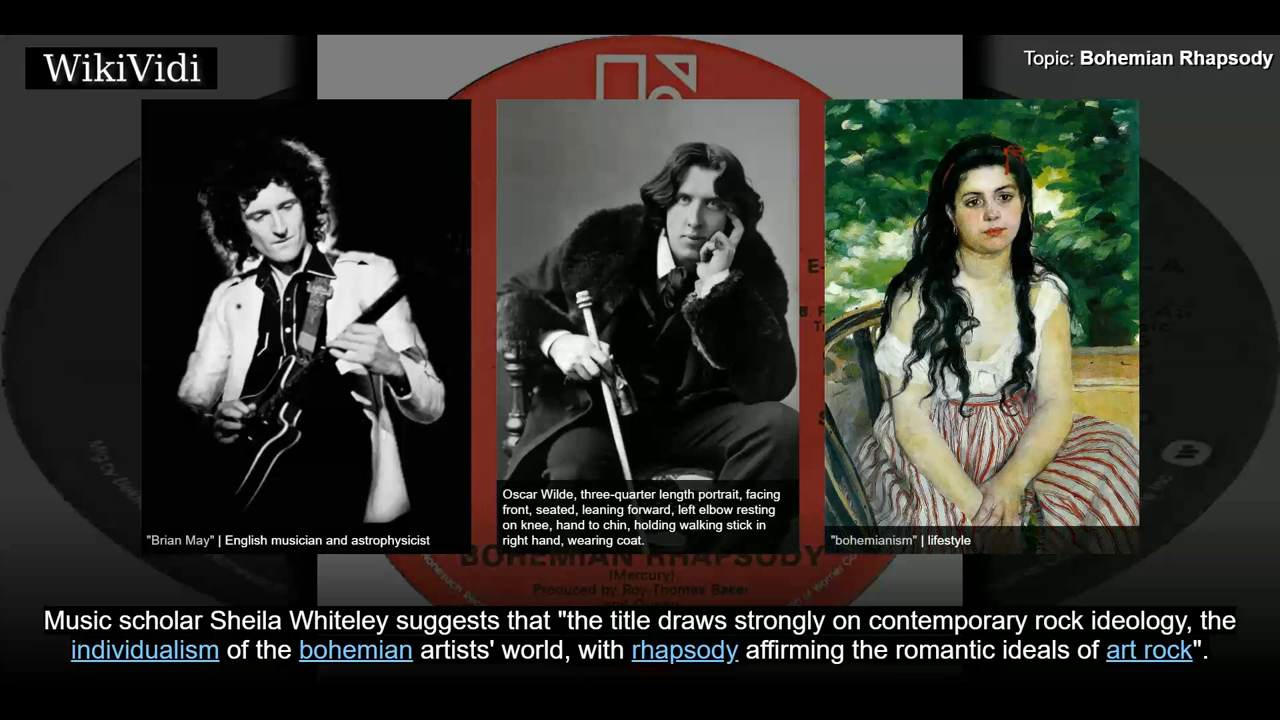 WikiVidi
Topic: Bohemian Rhapsody
"Brian May" | English musician and astrophysicist
Oscar Wilde, three-quarter length portrait, facing
front, seated, leaning forward, left elbow resting
on knee, hand to chin, holding walking stick in
right hand, wearing coat.
"bohemianism" | lifestyle
BOHEMIAN RHAPSODY
(Mercury)
Produced by Roy Thomas Baker
and Queen
Music scholar Sheila Whiteley suggests that "the title draws strongly on contemporary rock ideology, the
individualism of the bohemian artists' world, with rhapsody affirming the romantic ideals of art rock".